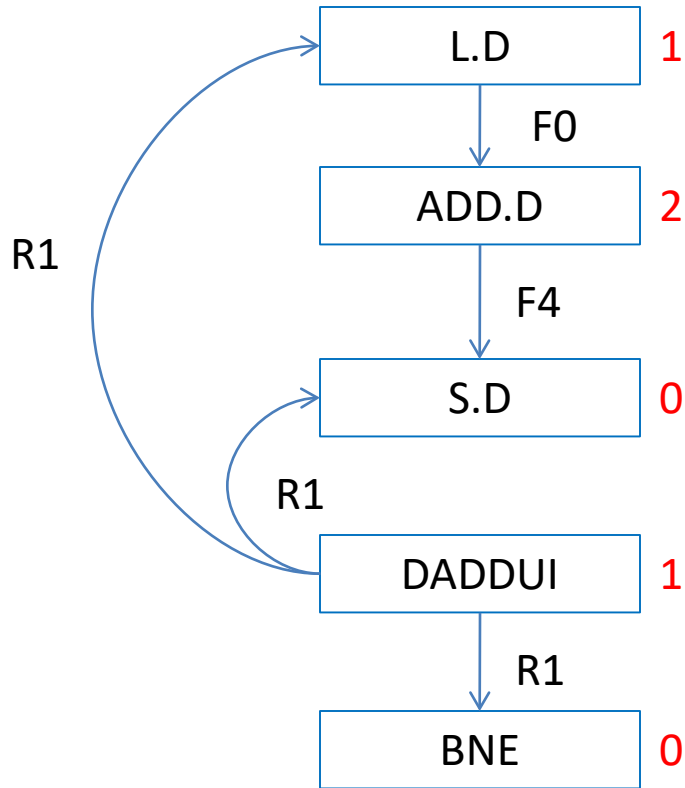 L.D 1
F0
ADD.D 2
R1
F4
S.D 0
R1
DADDUI 1
R1
BNE 0